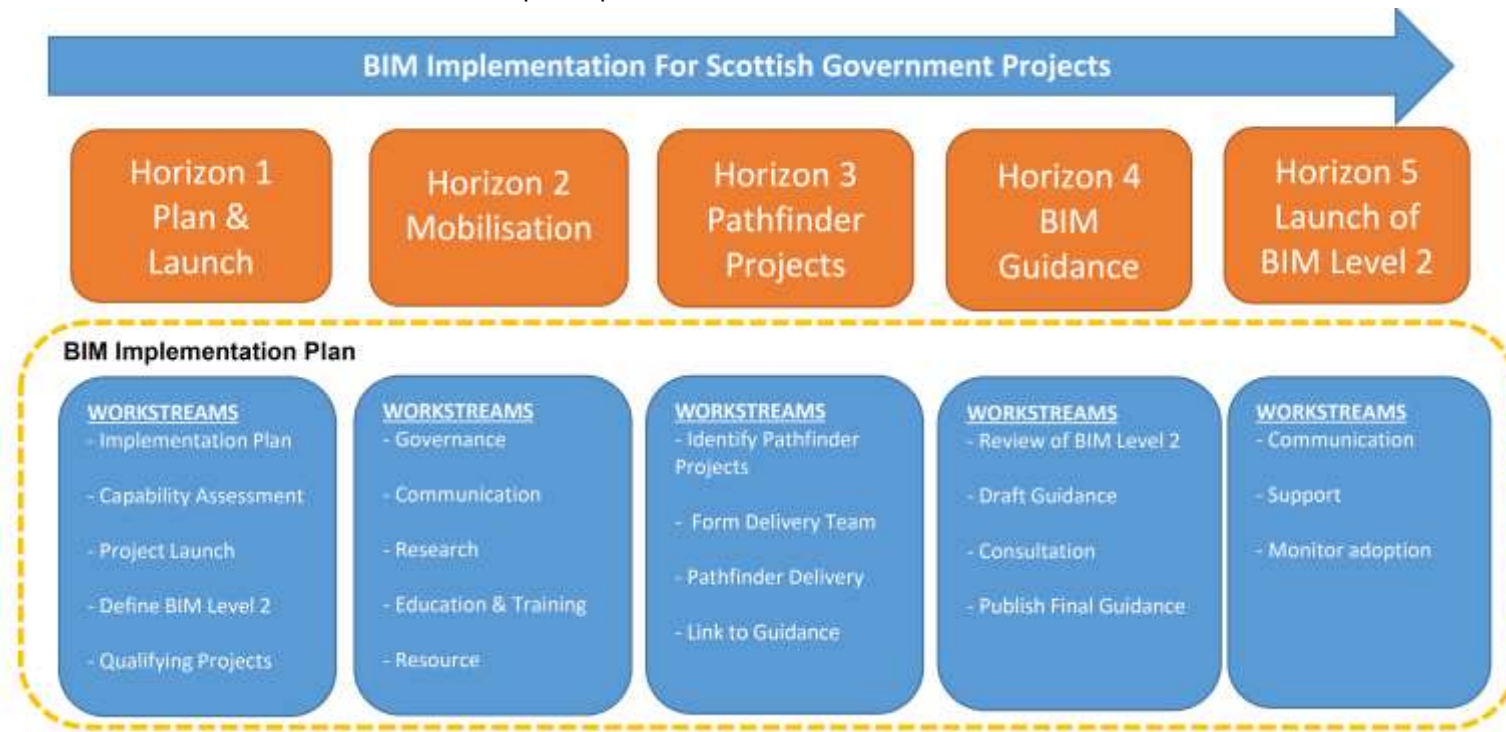 BIM Implementation For Scottish Government Projects
Horizon 1
Plan &
Launch
Horizon 2
Mobilisation
Horizon 3
Pathfinder
Projects
Horizon 4
BIM
Guidance
Horizon 5
Launch of
BIM Level 2
BIM Implementation Plan
WORKSTREAMS
- Implementation Plan
- Capability Assessment
- Project Launch
- Define BIM Level 2
- Qualifying Projects
WORKSTREAMS
- Governance
- Communication
- Research
- Education & Training
- Resource
WORKSTREAMS
- Identify Pathfinder
Projects
- Form Delivery Team
- Pathfinder Delivery
- Link to Guidance
WORKSTREAMS
- Review of BIM Level 2
- Draft Guidance
- Consultation
- Publish Final Guidance
WORKSTREAMS
- Communication
- Support
- Monitor adoption